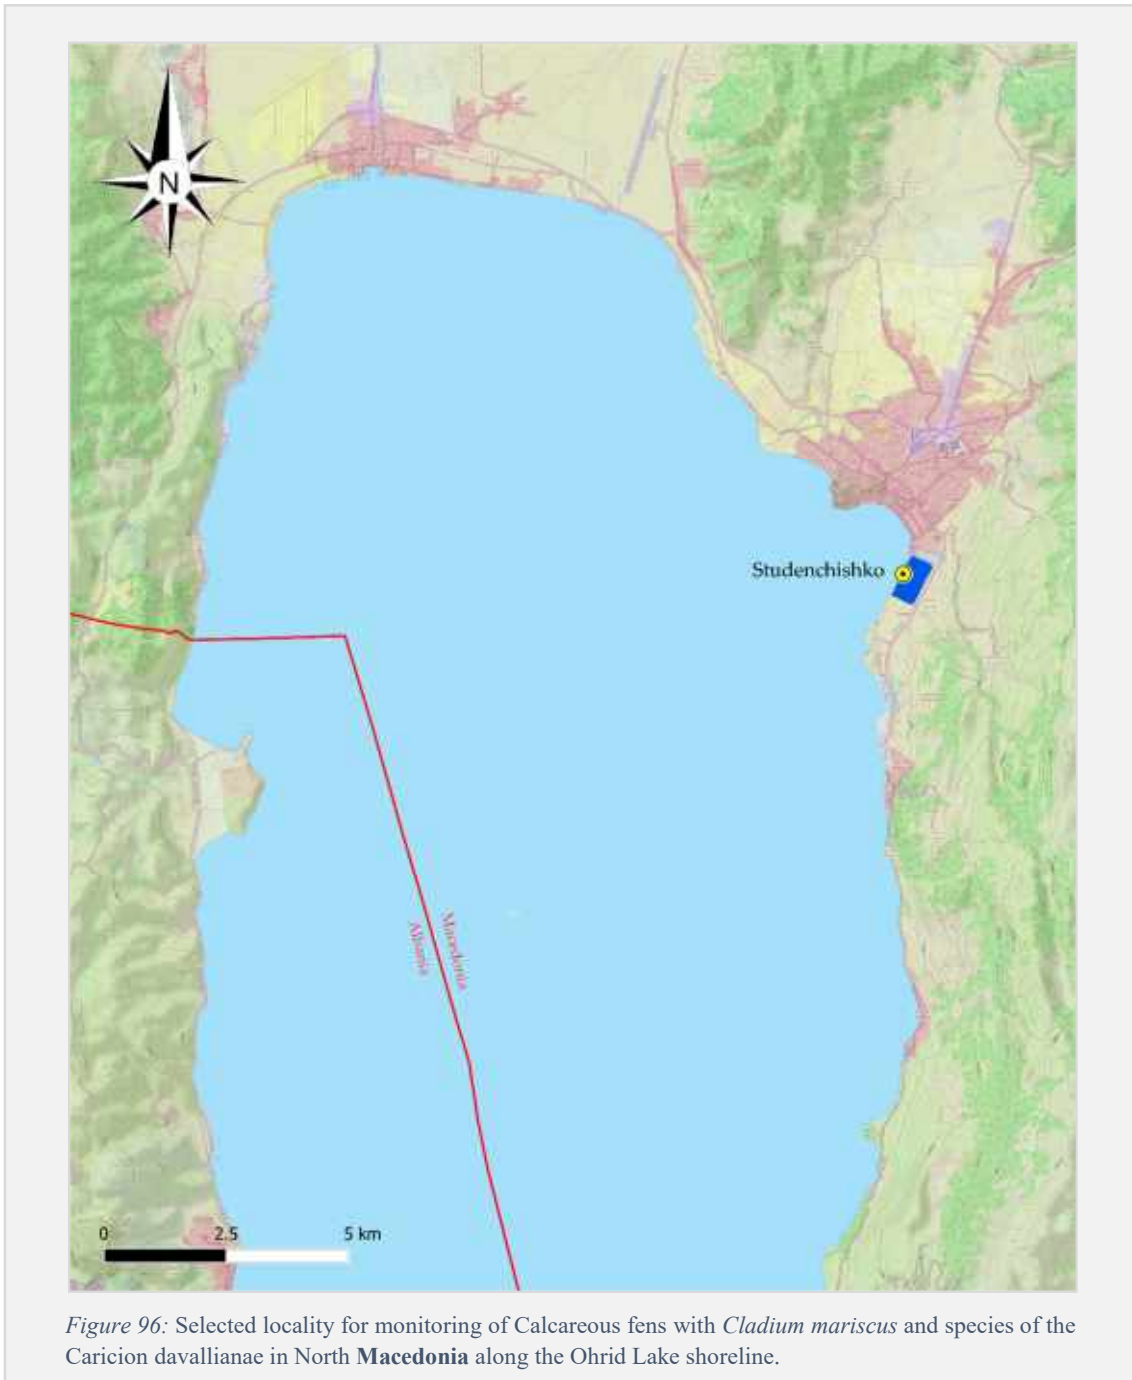 N
Studenchishko
Macedonia
Albania
0 2.5 5 km
Figure 96: Selected locality for monitoring of Calcareous fens with Cladium mariscus and species of the
Caricion davallianae in North Macedonia along the Ohrid Lake shoreline.